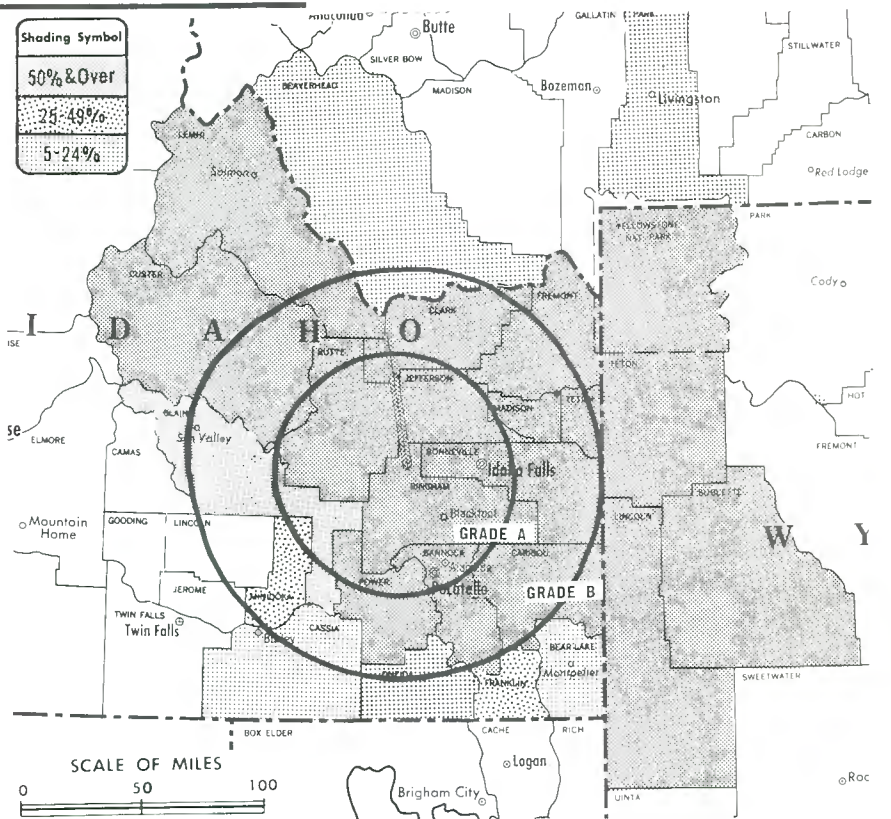 Shading Symbol
50% & Over
25-49%
5-24%
Anaconda
Butte
GALLATIN
PARK
SILVER BOW
STILLWATER
BEAVERHEAD
MADISON
Bozeman
Livingston
CARBON
Red Lodge
LEMHI
Salmon
PARK
YELLOWSTONE
NAT. PARK
Cody
CUSTER
CLARK
FREMONT
I D A H O
ISE
BUTTE
TETON
JEFFERSON
HOT
MADISON
BLAINE
Sun Valley
ELMORE
CAMAS
FREMONT
BONNEVILLE
Idaho Falls
BINGHAM
SUBLETTE
Blackfoot
LINCOLN
Mountain
Home
GOODING
LINCOLN
GRADE A
W Y
BANNOCK
CARIBOU
POWER
Pocatello
GRADE B
JEROME
MINIDOKA
TWIN FALLS
Twin Falls
CASSIA
Burley
BEAR LAKE
Montpelier
ONEIDA
FRANKLIN
SWEETWATER
BOX ELDER
CACHE
RICH
SCALE OF MILES
Logan
0 50 100
Brigham City
Roc
UINTA